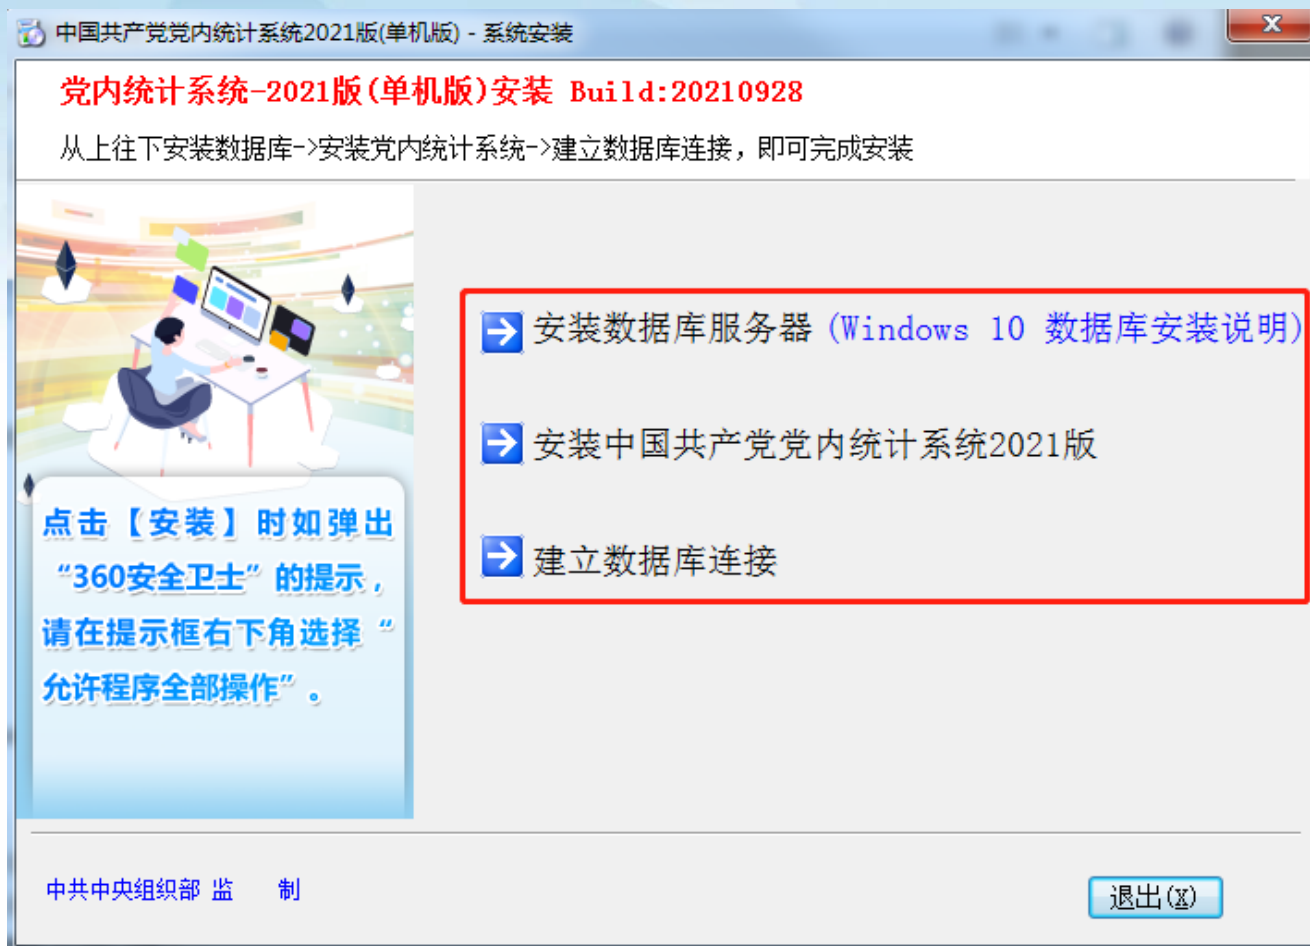 中国共产党党内统计系统2021版(单机版) - 系统安装
党内统计系统-2021版(单机版)安装 Build:20210928
从上往下安装数据库->安装党内统计系统->建立数据库连接，即可完成安装
安装数据库服务器 (Windows 10 数据库安装说明)
安装中国共产党党内统计系统2021版
建立数据库连接
点击【安装】时如弹出
“360安全卫士”的提示，
请在提示框右下角选择“
允许程序全部操作”。
中共中央组织部 监 制
退出(X)